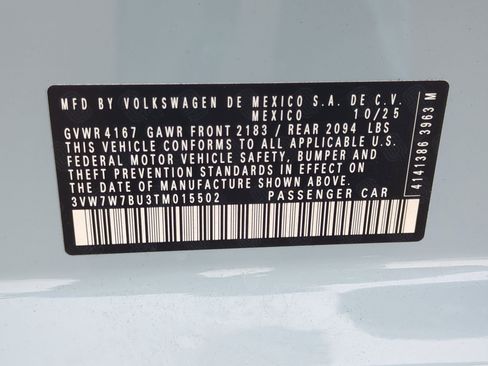 MFD BY VOLKSWAGEN DE MEXICO S.A. DE C.V.
MEXICO 10/25
GVWR 4167 GAWR FRONT 2183 / REAR 2094 LBS
THIS VEHICLE CONFORMS TO ALL APPLICABLE U.S.
FEDERAL MOTOR VEHICLE SAFETY, BUMPER AND
THEFT PREVENTION STANDARDS IN EFFECT ON
THE DATE OF MANUFACTURE SHOWN ABOVE.
3VW7W7BU3TM015502 PASSENGER CAR
4141386 3963 M